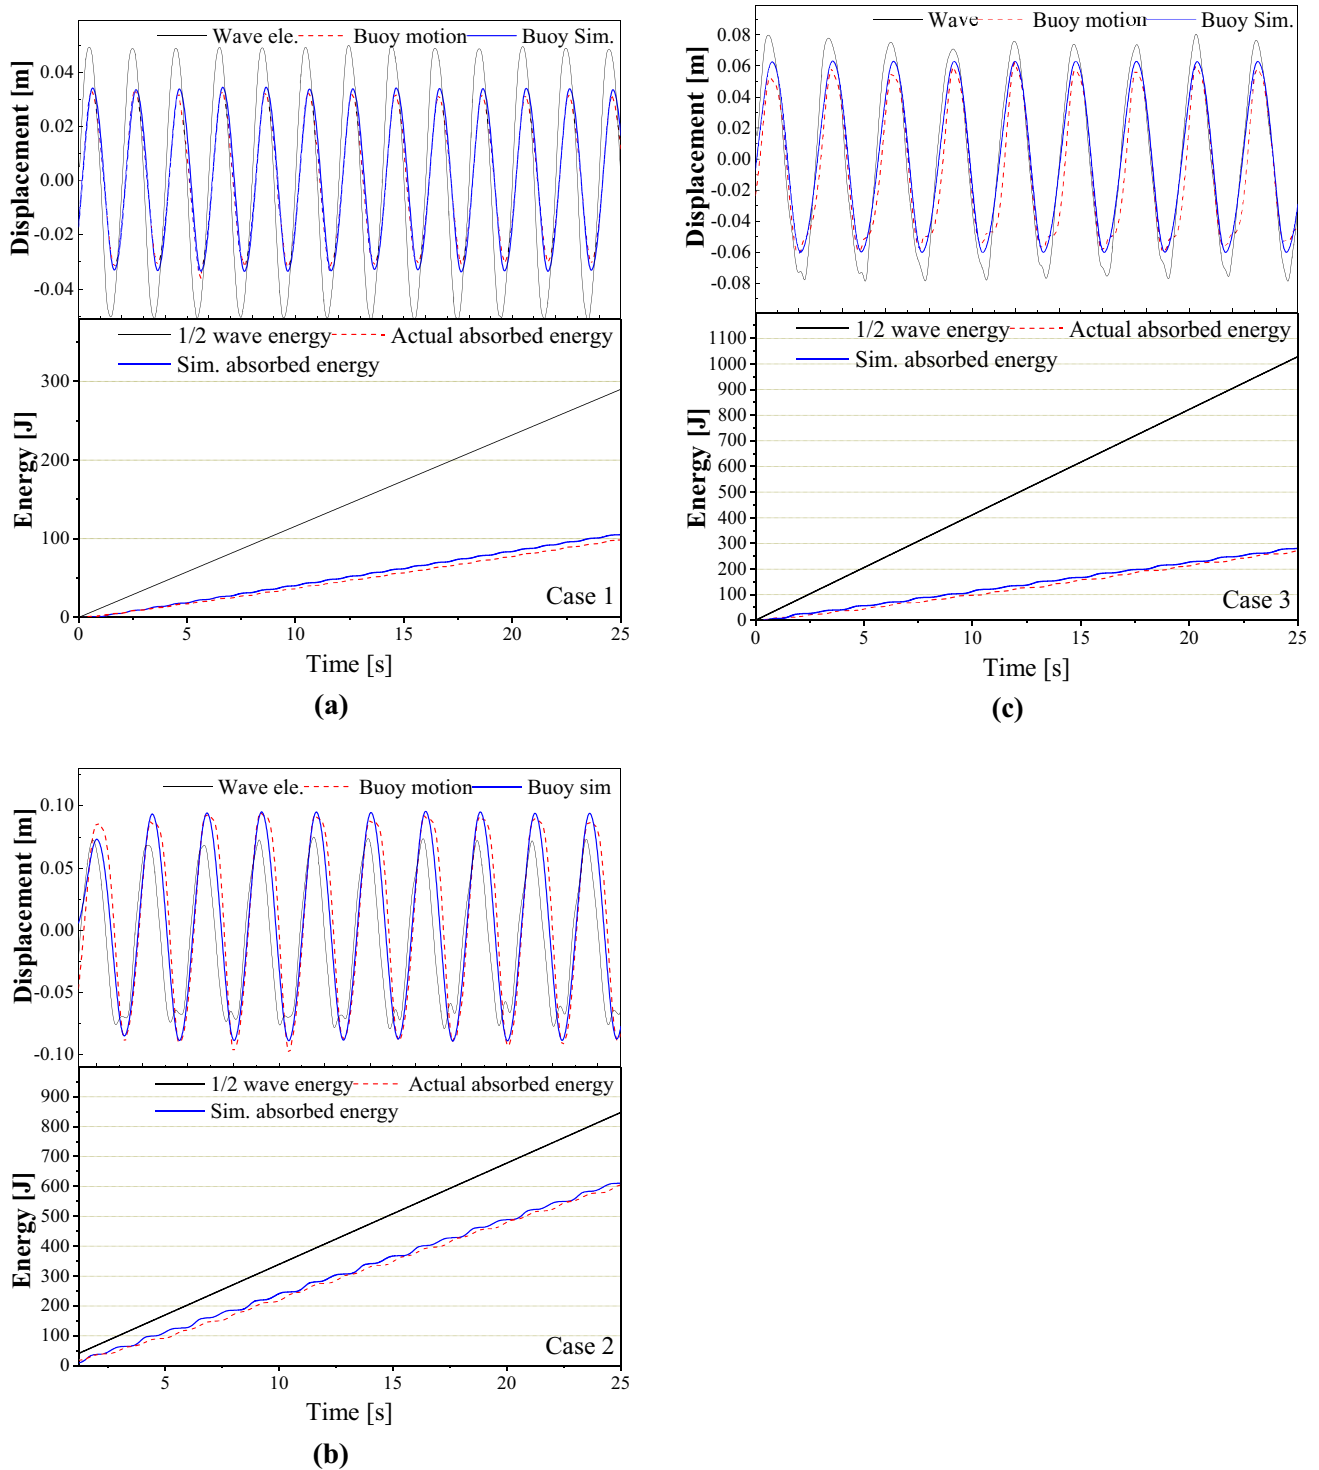 Wave ele. Buoy motion Buoy Sim.
Displacement [m]
0.04
0.02
0.00
-0.02
-0.04
1/2 wave energy Actual absorbed energy
Sim. absorbed energy
Energy [J]
300
200
100
0
Case 1
0 5 10 15 20 25
Time [s]
(a)
Wave Buoy motion Buoy Sim.
Displacement [m]
0.08
0.06
0.04
0.02
0.00
-0.02
-0.04
-0.06
-0.08
1/2 wave energy Actual absorbed energy
Sim. absorbed energy
Energy [J]
1100
1000
900
800
700
600
500
400
300
200
100
0
Case 3
0 5 10 15 20 25
Time [s]
(c)
Wave ele. Buoy motion Buoy sim
Displacement [m]
0.10
0.05
0.00
-0.05
-0.10
1/2 wave energy Actual absorbed energy
Sim. absorbed energy
Energy [J]
900
800
700
600
500
400
300
200
100
0
Case 2
5 10 15 20 25
Time [s]
(b)